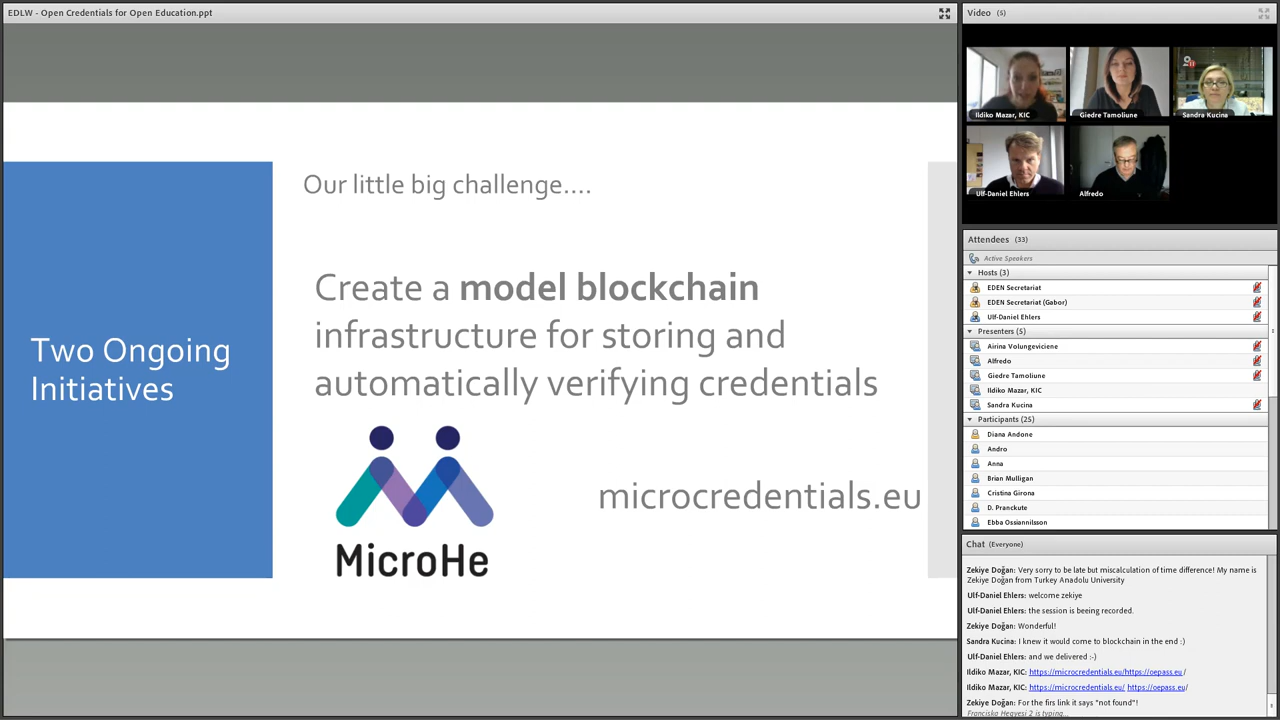 EDLW - Open Credentials for Open Education.ppt
Our little big challenge....
Create a model blockchain
infrastructure for storing and
automatically verifying credentials
Two Ongoing
Initiatives
MicroHe
microcredentials.eu
Video (5)
Ildiko Mazar, KIC
Giedre Tamoliune
Sandra Kucina
Ulf-Daniel Ehlers
Alfredo
Attendees (33)
Active Speakers
Hosts (3)
EDEN Secretariat
EDEN Secretariat (Gabor)
Ulf-Daniel Ehlers
Presenters (5)
Airina Volungeviciene
Alfredo
Giedre Tamoliune
Ildiko Mazar, KIC
Sandra Kucina
Participants (25)
Diana Andone
Andro
Anna
Brian Mulligan
Cristina Girona
D. Pranckute
Ebba Ossiannilsson
Chat (Everyone)
Zekiye Doğan: Very sorry to be late but miscalculation of time difference! My name is
Zekiye Doğan from Turkey Anadolu University
Ulf-Daniel Ehlers: welcome zekiye
Ulf-Daniel Ehlers: the session is beeing recorded.
Zekiye Doğan: Wonderful!
Sandra Kucina: I knew it would come to blockchain in the end :)
Ulf-Daniel Ehlers: and we delivered :-)
Ildiko Mazar, KIC: https://microcredentials.eu/https://oepass.eu /
Ildiko Mazar, KIC: https://microcredentials.eu/ https://oepass.eu/
Zekiye Doğan: For the firs link it says "not found"!
Franciska Hegyesi 2 is typing...